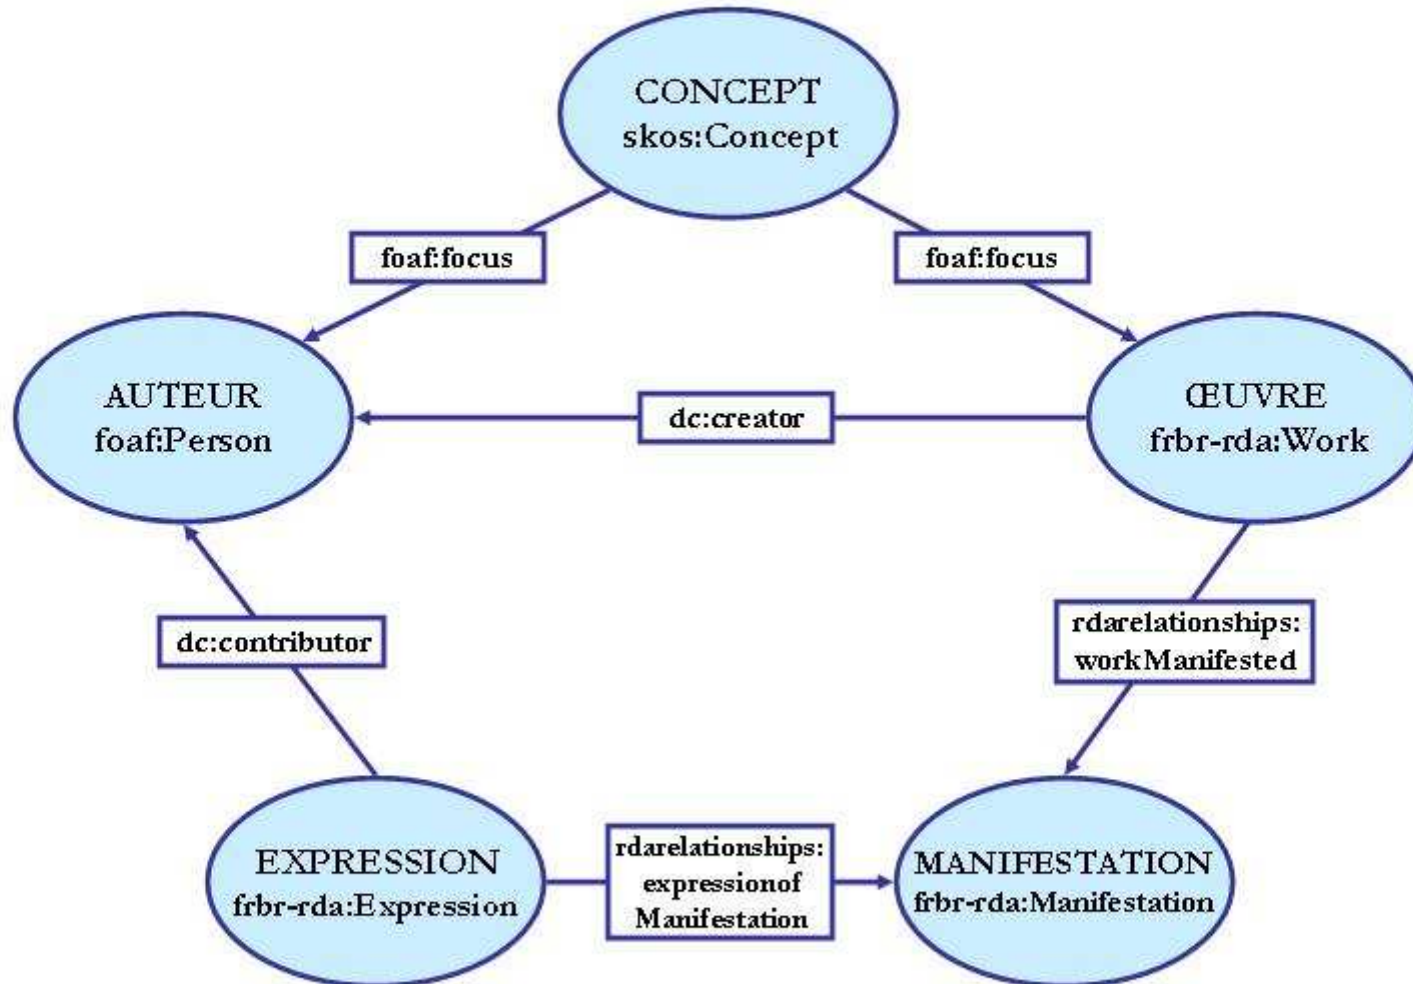 CONCEPT
skos:Concept
foaf:focus
foaf:focus
AUTEUR
foaf:Person
dc:creator
ŒUVRE
frbr-rda:Work
dc:contributor
rdarelationships:
workManifested
EXPRESSION
frbr-rda:Expression
rdarelationships:
expressionof
Manifestation
MANIFESTATION
frbr-rda:Manifestation